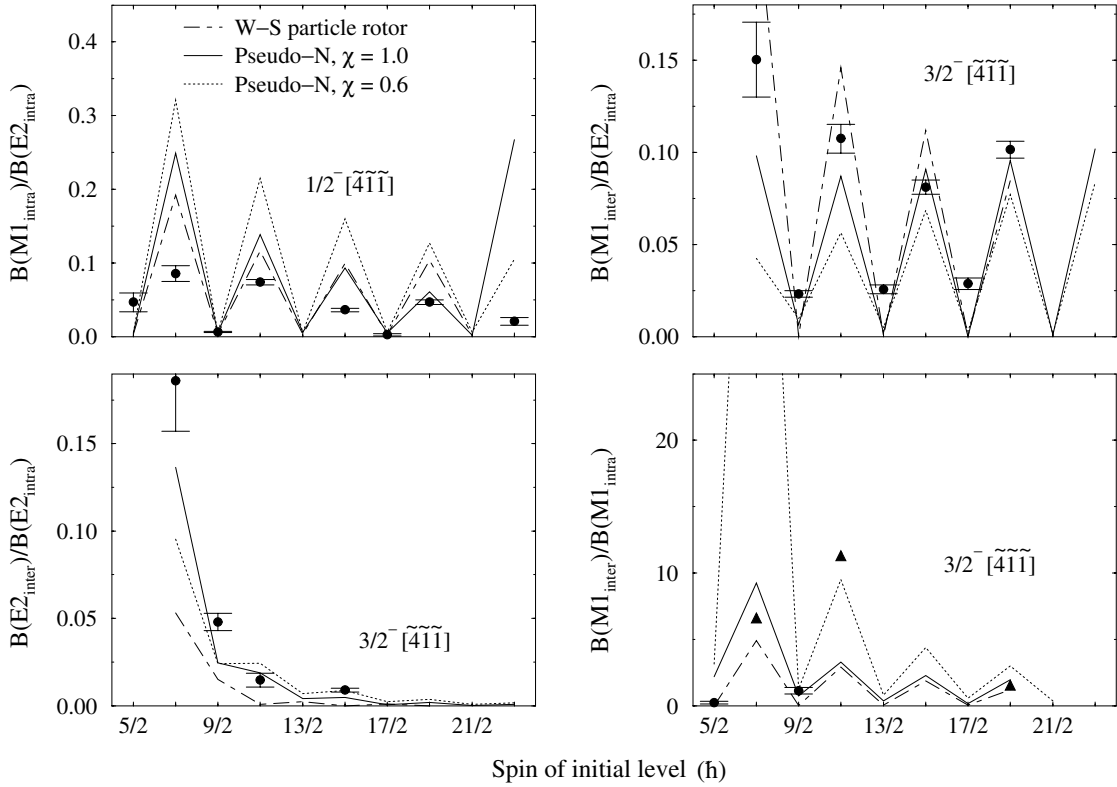 W−S particle rotor
Pseudo−N, χ = 1.0
Pseudo−N, χ = 0.6
B(M1intra)/B(E2intra)
0.4
0.3
0.2
0.1
0.0
1/2⁻[4̃1̃1̃]
B(M1inter)/B(E2intra)
0.15
0.10
0.05
0.00
3/2⁻[4̃1̃1̃]
B(E2inter)/B(E2intra)
0.15
0.10
0.05
0.00
3/2⁻[4̃1̃1̃]
5/2 9/2 13/2 17/2 21/2
B(M1inter)/B(M1intra)
20
10
0
3/2⁻[4̃1̃1̃]
5/2 9/2 13/2 17/2 21/2
Spin of initial level (ħ)